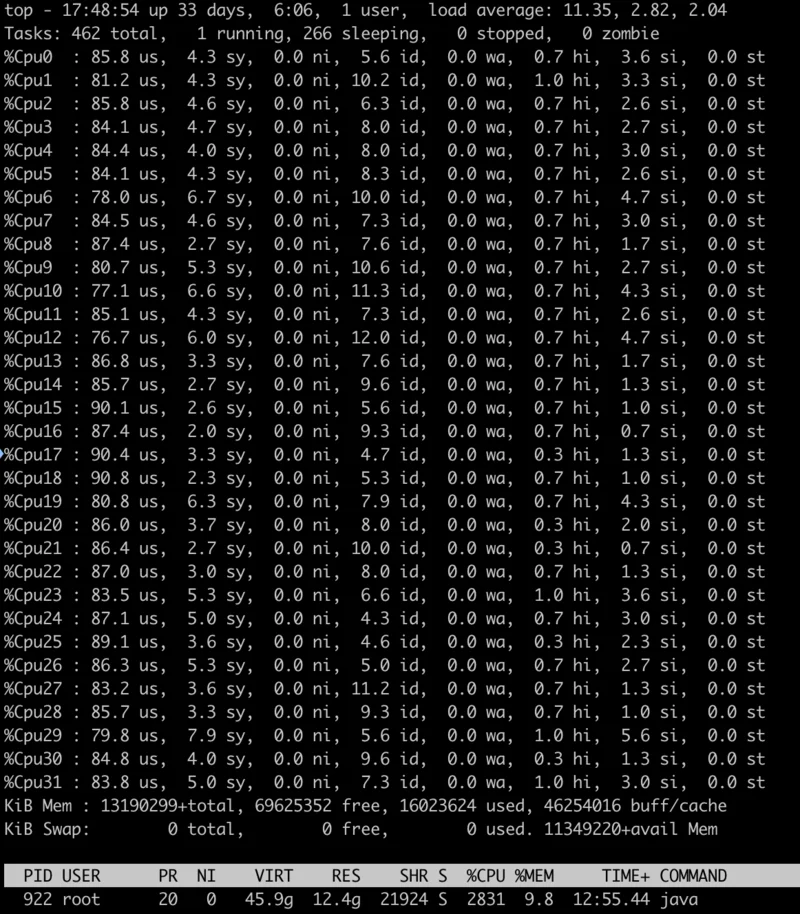 top - 17:48:54 up 33 days,  6:06,  1 user,  load average: 11.35, 2.82, 2.04
Tasks: 462 total,   1 running, 266 sleeping,   0 stopped,   0 zombie
%Cpu0  : 85.8 us,  4.3 sy,  0.0 ni,  5.6 id,  0.0 wa,  0.7 hi,  3.6 si,  0.0 st
%Cpu1  : 81.2 us,  4.3 sy,  0.0 ni, 10.2 id,  0.0 wa,  1.0 hi,  3.3 si,  0.0 st
%Cpu2  : 85.8 us,  4.6 sy,  0.0 ni,  6.3 id,  0.0 wa,  0.7 hi,  2.6 si,  0.0 st
%Cpu3  : 84.1 us,  4.7 sy,  0.0 ni,  8.0 id,  0.0 wa,  0.7 hi,  2.7 si,  0.0 st
%Cpu4  : 84.4 us,  4.0 sy,  0.0 ni,  8.0 id,  0.0 wa,  0.7 hi,  3.0 si,  0.0 st
%Cpu5  : 84.1 us,  4.3 sy,  0.0 ni,  8.3 id,  0.0 wa,  0.7 hi,  2.6 si,  0.0 st
%Cpu6  : 78.0 us,  6.7 sy,  0.0 ni, 10.0 id,  0.0 wa,  0.7 hi,  4.7 si,  0.0 st
%Cpu7  : 84.5 us,  4.6 sy,  0.0 ni,  7.3 id,  0.0 wa,  0.7 hi,  3.0 si,  0.0 st
%Cpu8  : 87.4 us,  2.7 sy,  0.0 ni,  7.6 id,  0.0 wa,  0.7 hi,  1.7 si,  0.0 st
%Cpu9  : 80.7 us,  5.3 sy,  0.0 ni, 10.6 id,  0.0 wa,  0.7 hi,  2.7 si,  0.0 st
%Cpu10 : 77.1 us,  6.6 sy,  0.0 ni, 11.3 id,  0.0 wa,  0.7 hi,  4.3 si,  0.0 st
%Cpu11 : 85.1 us,  4.3 sy,  0.0 ni,  7.3 id,  0.0 wa,  0.7 hi,  2.6 si,  0.0 st
%Cpu12 : 76.7 us,  6.0 sy,  0.0 ni, 12.0 id,  0.0 wa,  0.7 hi,  4.7 si,  0.0 st
%Cpu13 : 86.8 us,  3.3 sy,  0.0 ni,  7.6 id,  0.0 wa,  0.7 hi,  1.7 si,  0.0 st
%Cpu14 : 85.7 us,  2.7 sy,  0.0 ni,  9.6 id,  0.0 wa,  0.7 hi,  1.3 si,  0.0 st
%Cpu15 : 90.1 us,  2.6 sy,  0.0 ni,  5.6 id,  0.0 wa,  0.7 hi,  1.0 si,  0.0 st
%Cpu16 : 87.4 us,  2.0 sy,  0.0 ni,  9.3 id,  0.0 wa,  0.7 hi,  0.7 si,  0.0 st
%Cpu17 : 90.4 us,  3.3 sy,  0.0 ni,  4.7 id,  0.0 wa,  0.3 hi,  1.3 si,  0.0 st
%Cpu18 : 90.8 us,  2.3 sy,  0.0 ni,  5.3 id,  0.0 wa,  0.7 hi,  1.0 si,  0.0 st
%Cpu19 : 80.8 us,  6.3 sy,  0.0 ni,  7.9 id,  0.0 wa,  0.7 hi,  4.3 si,  0.0 st
%Cpu20 : 86.0 us,  3.7 sy,  0.0 ni,  8.0 id,  0.0 wa,  0.3 hi,  2.0 si,  0.0 st
%Cpu21 : 86.4 us,  2.7 sy,  0.0 ni, 10.0 id,  0.0 wa,  0.3 hi,  0.7 si,  0.0 st
%Cpu22 : 87.0 us,  3.0 sy,  0.0 ni,  8.0 id,  0.0 wa,  0.7 hi,  1.3 si,  0.0 st
%Cpu23 : 83.5 us,  5.3 sy,  0.0 ni,  6.6 id,  0.0 wa,  1.0 hi,  3.6 si,  0.0 st
%Cpu24 : 87.1 us,  5.0 sy,  0.0 ni,  4.3 id,  0.0 wa,  0.7 hi,  3.0 si,  0.0 st
%Cpu25 : 89.1 us,  3.6 sy,  0.0 ni,  4.6 id,  0.0 wa,  0.3 hi,  2.3 si,  0.0 st
%Cpu26 : 86.3 us,  5.3 sy,  0.0 ni,  5.0 id,  0.0 wa,  0.7 hi,  2.7 si,  0.0 st
%Cpu27 : 83.2 us,  3.6 sy,  0.0 ni, 11.2 id,  0.0 wa,  0.7 hi,  1.3 si,  0.0 st
%Cpu28 : 85.7 us,  3.3 sy,  0.0 ni,  9.3 id,  0.0 wa,  0.7 hi,  1.0 si,  0.0 st
%Cpu29 : 79.8 us,  7.9 sy,  0.0 ni,  5.6 id,  0.0 wa,  1.0 hi,  5.6 si,  0.0 st
%Cpu30 : 84.8 us,  4.0 sy,  0.0 ni,  9.6 id,  0.0 wa,  0.3 hi,  1.3 si,  0.0 st
%Cpu31 : 83.8 us,  5.0 sy,  0.0 ni,  7.3 id,  0.0 wa,  1.0 hi,  3.0 si,  0.0 st
KiB Mem : 13190299+total, 69625352 free, 16023624 used, 46254016 buff/cache
KiB Swap:        0 total,        0 free,        0 used. 11349220+avail Mem
PID USER      PR  NI    VIRT    RES    SHR S  %CPU %MEM     TIME+ COMMAND
922 root      20   0   45.9g  12.4g  21924 S  2831  9.8  12:55.44 java